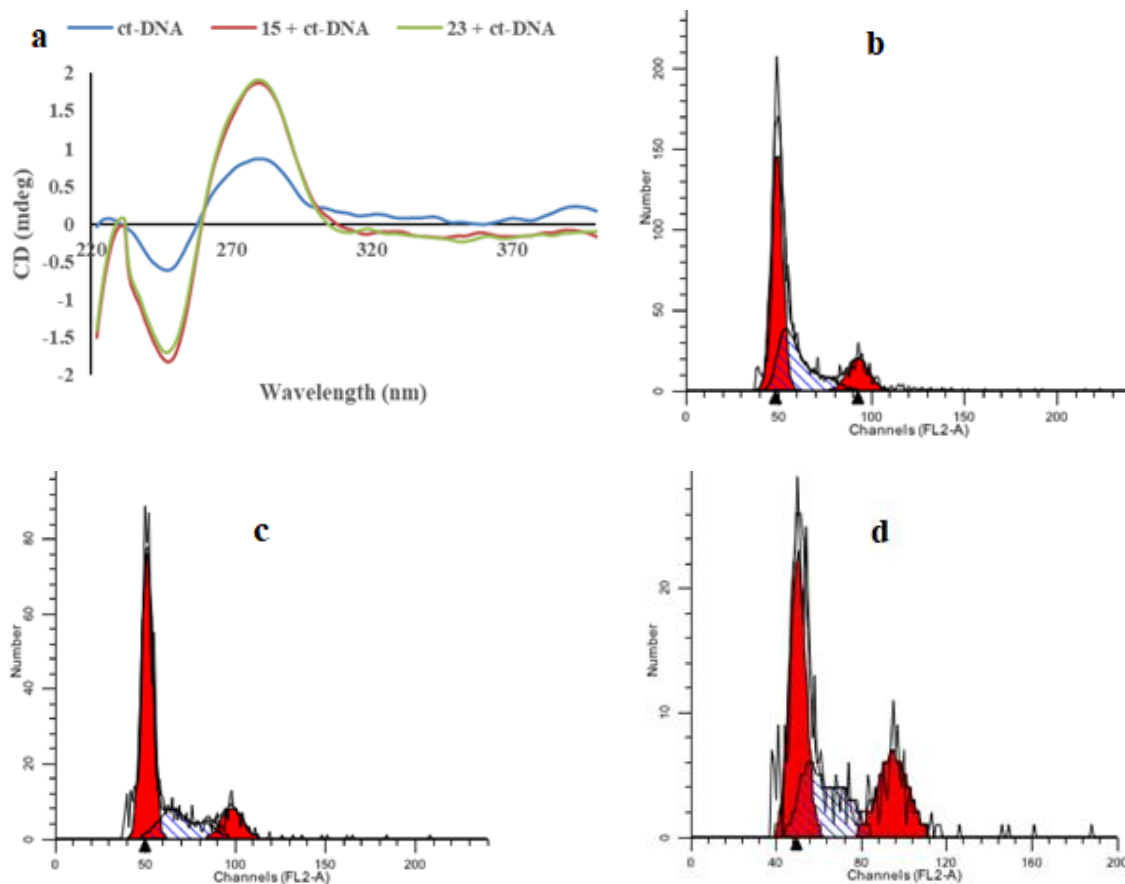 a
ct-DNA 15 + ct-DNA 23 + ct-DNA
2
1.5
1
0.5
0
-0.5
-1
-1.5
-2
220 270 320 370
CD (mdeg)
Wavelength (nm)
b
200
150
100
50
0
Number
0 50 100 150 200
Channels (FL2-A)
c
80
60
40
20
0
Number
0 50 100 150 200
Channels (FL2-A)
d
20
10
0
Number
0 40 80 120 160 200
Channels (FL2-A)